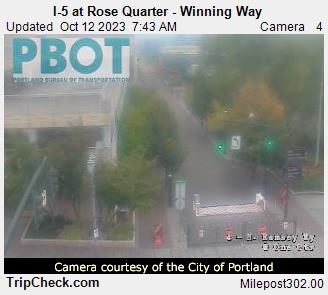 I-5 at Rose Quarter - Winning Way
Updated Oct 12 2023 7:43 AM Camera 4
PBOT
PORTLAND BUREAU OF TRANSPORTATION
Camera courtesy of the City of Portland
TripCheck.com Milepost302.00